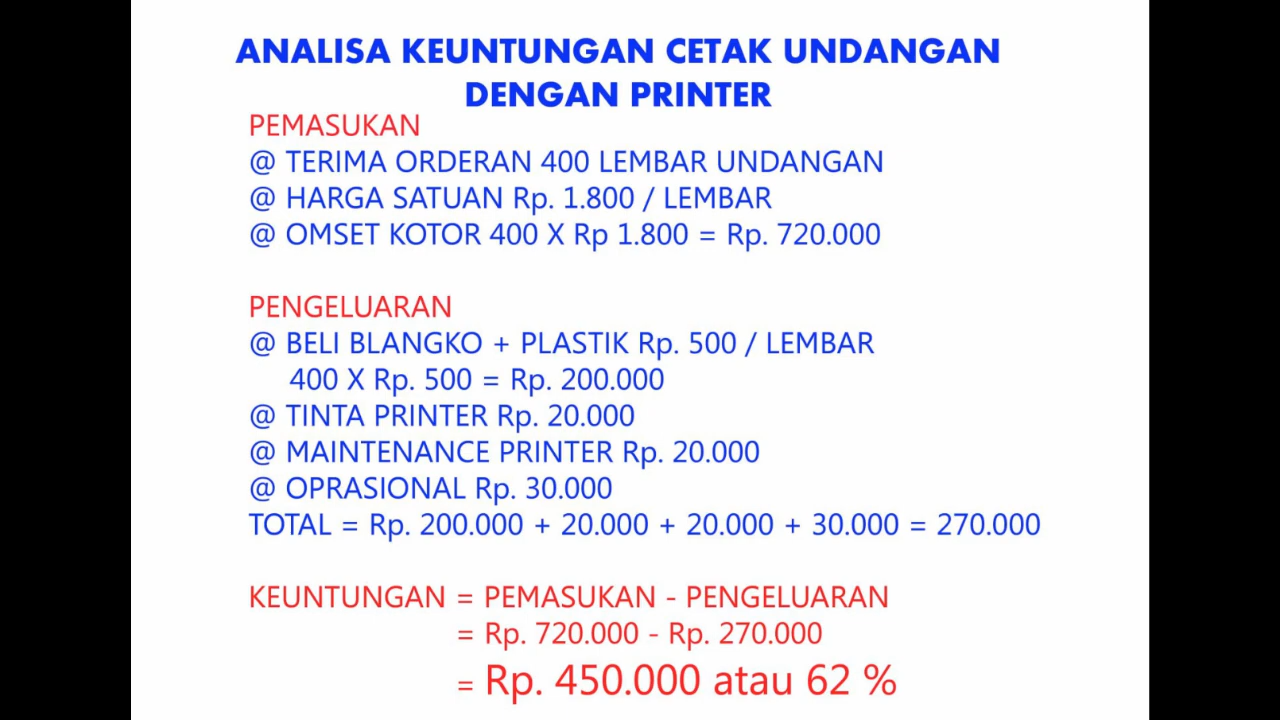 ANALISA KEUNTUNGAN CETAK UNDANGAN
DENGAN PRINTER
PEMASUKAN
@ TERIMA ORDERAN 400 LEMBAR UNDANGAN
@ HARGA SATUAN Rp. 1.800 / LEMBAR
@ OMSET KOTOR 400 X Rp 1.800 = Rp. 720.000
PENGELUARAN
@ BELI BLANGKO + PLASTIK Rp. 500 / LEMBAR
400 X Rp. 500 = Rp. 200.000
@ TINTA PRINTER Rp. 20.000
@ MAINTENANCE PRINTER Rp. 20.000
@ OPRASIONAL Rp. 30.000
TOTAL = Rp. 200.000 + 20.000 + 20.000 + 30.000 = 270.000
KEUNTUNGAN = PEMASUKAN - PENGELUARAN
= Rp. 720.000 - Rp. 270.000
= Rp. 450.000 atau 62 %